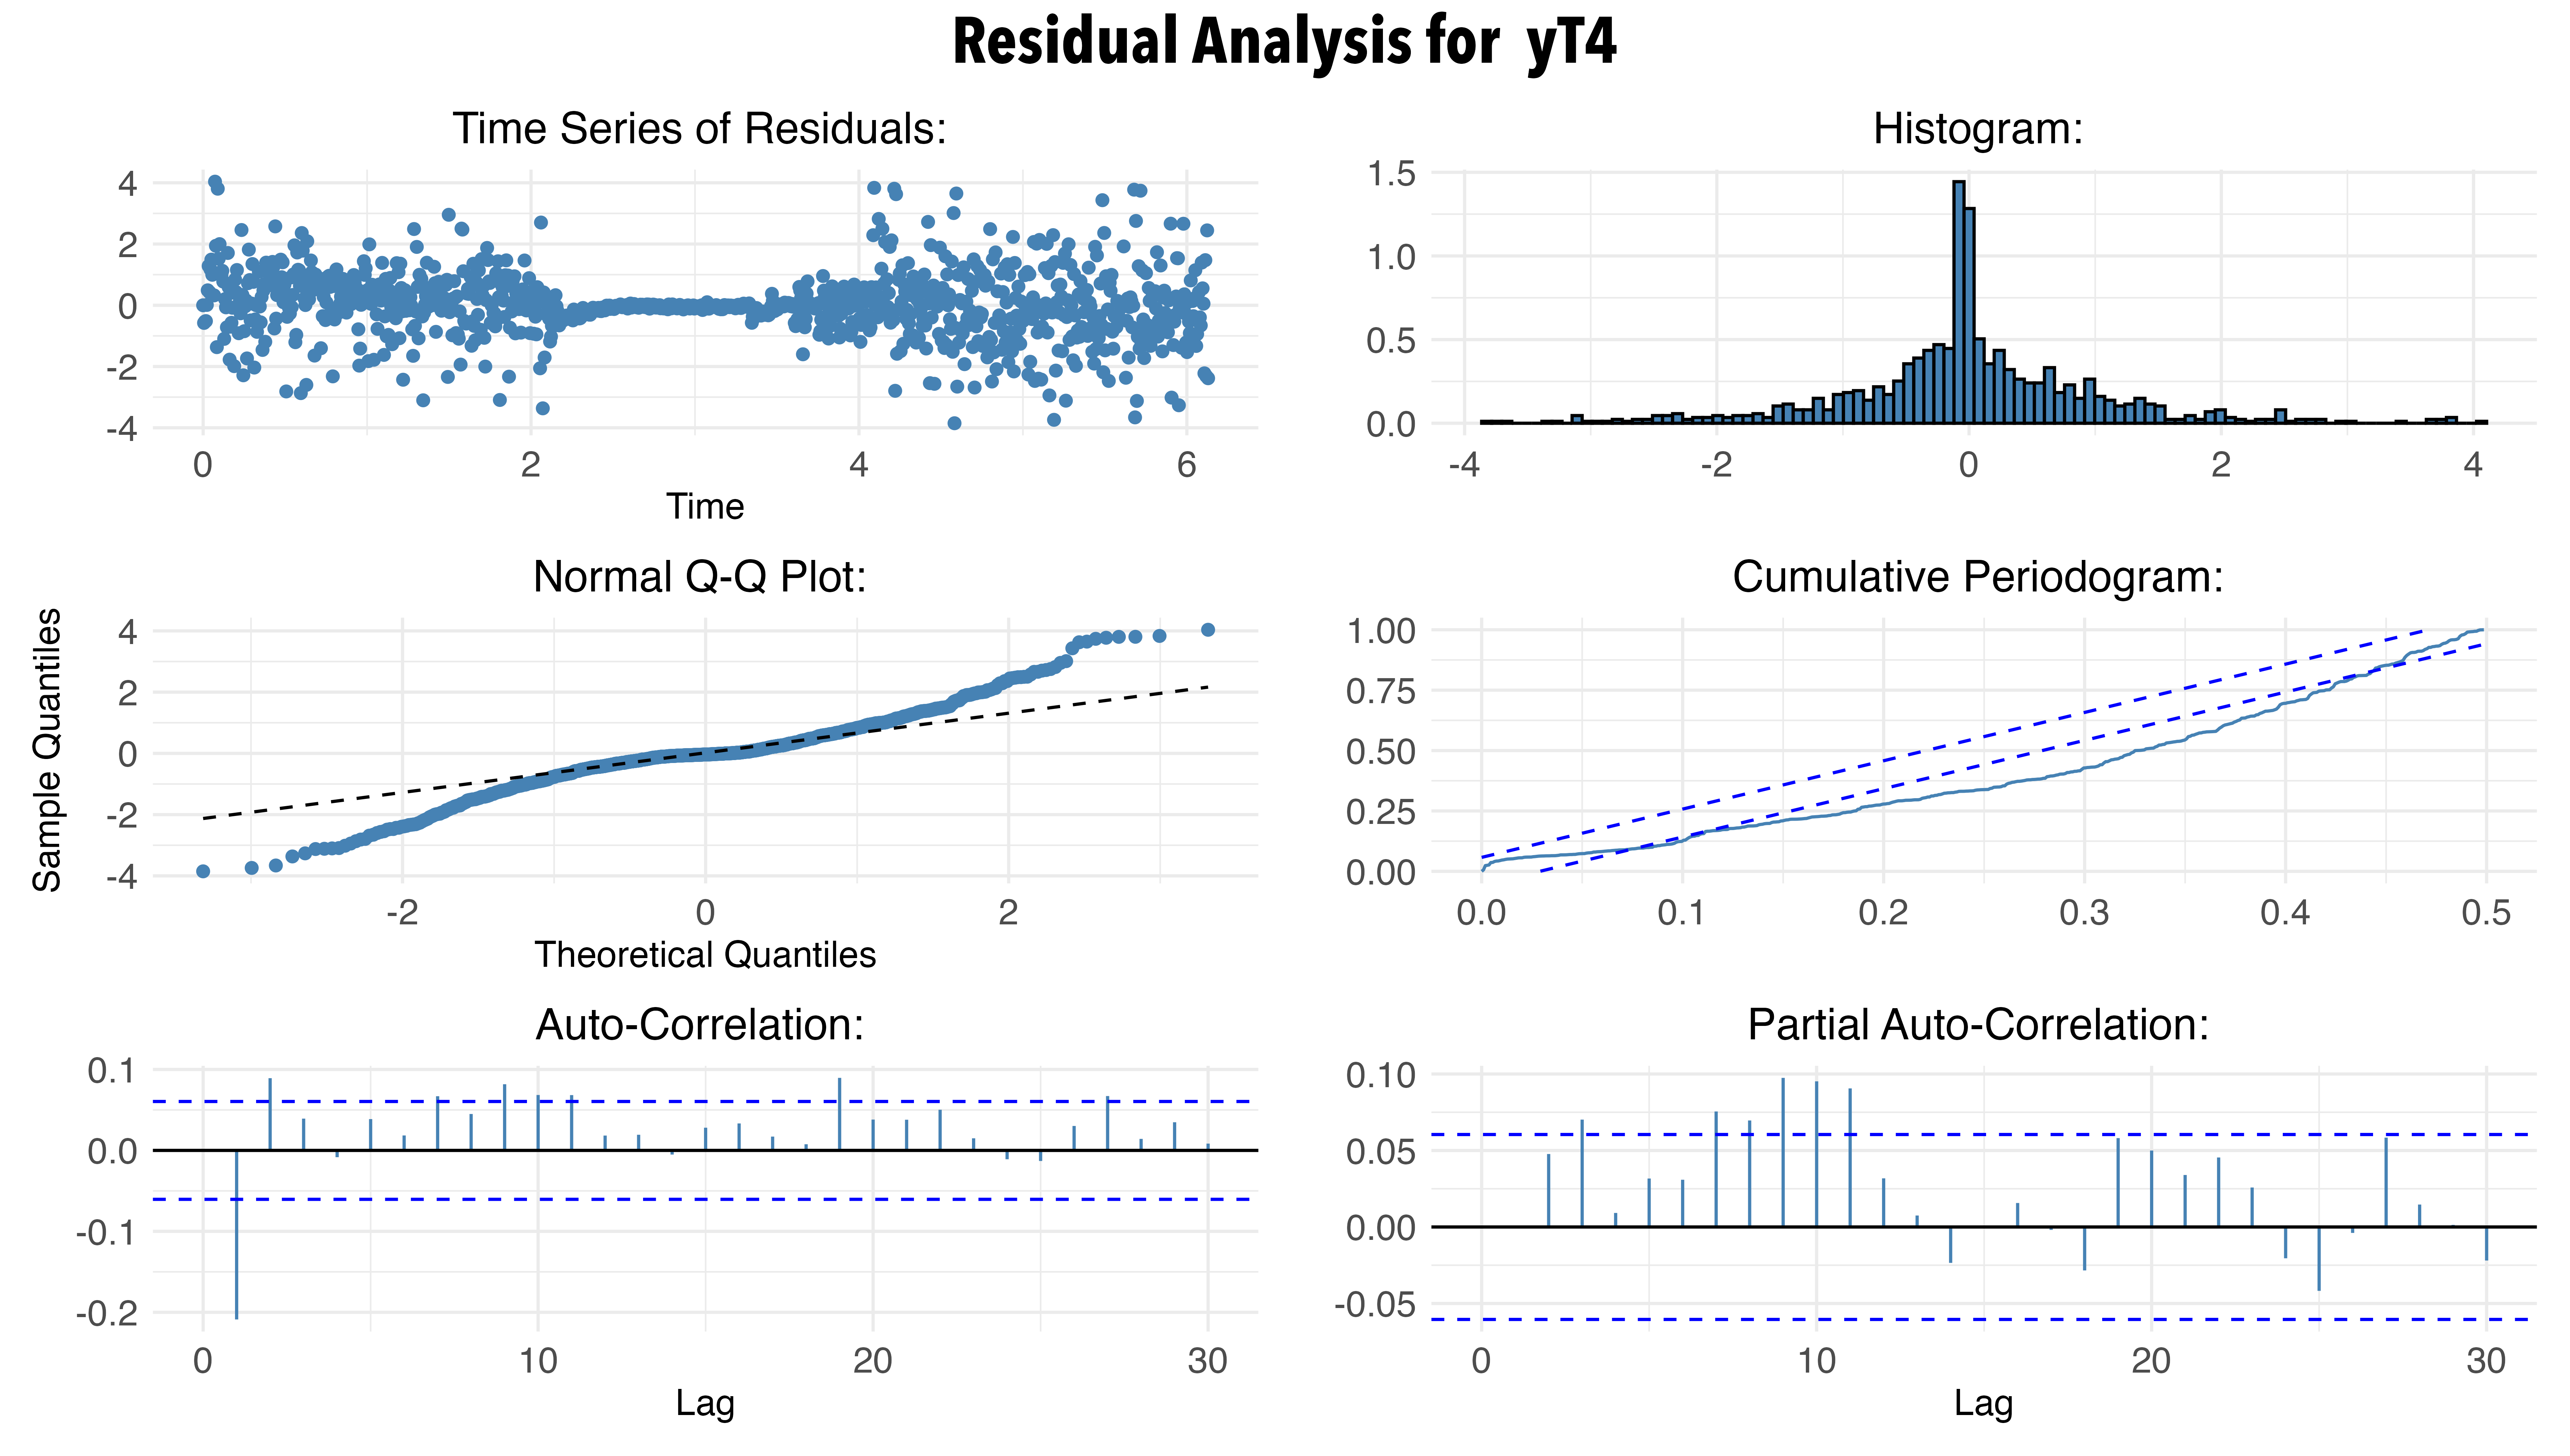 Residual Analysis for yT4
Time Series of Residuals:
4
2
0
-2
-4
0 2 4 6
Time
Histogram:
1.5
1.0
0.5
0.0
-4 -2 0 2 4
Normal Q-Q Plot:
Sample Quantiles
4
2
0
-2
-4
-2 0 2
Theoretical Quantiles
Cumulative Periodogram:
1.00
0.75
0.50
0.25
0.00
0.0 0.1 0.2 0.3 0.4 0.5
Auto-Correlation:
0.1
0.0
-0.1
-0.2
0 10 20 30
Lag
Partial Auto-Correlation:
0.10
0.05
0.00
-0.05
0 10 20 30
Lag